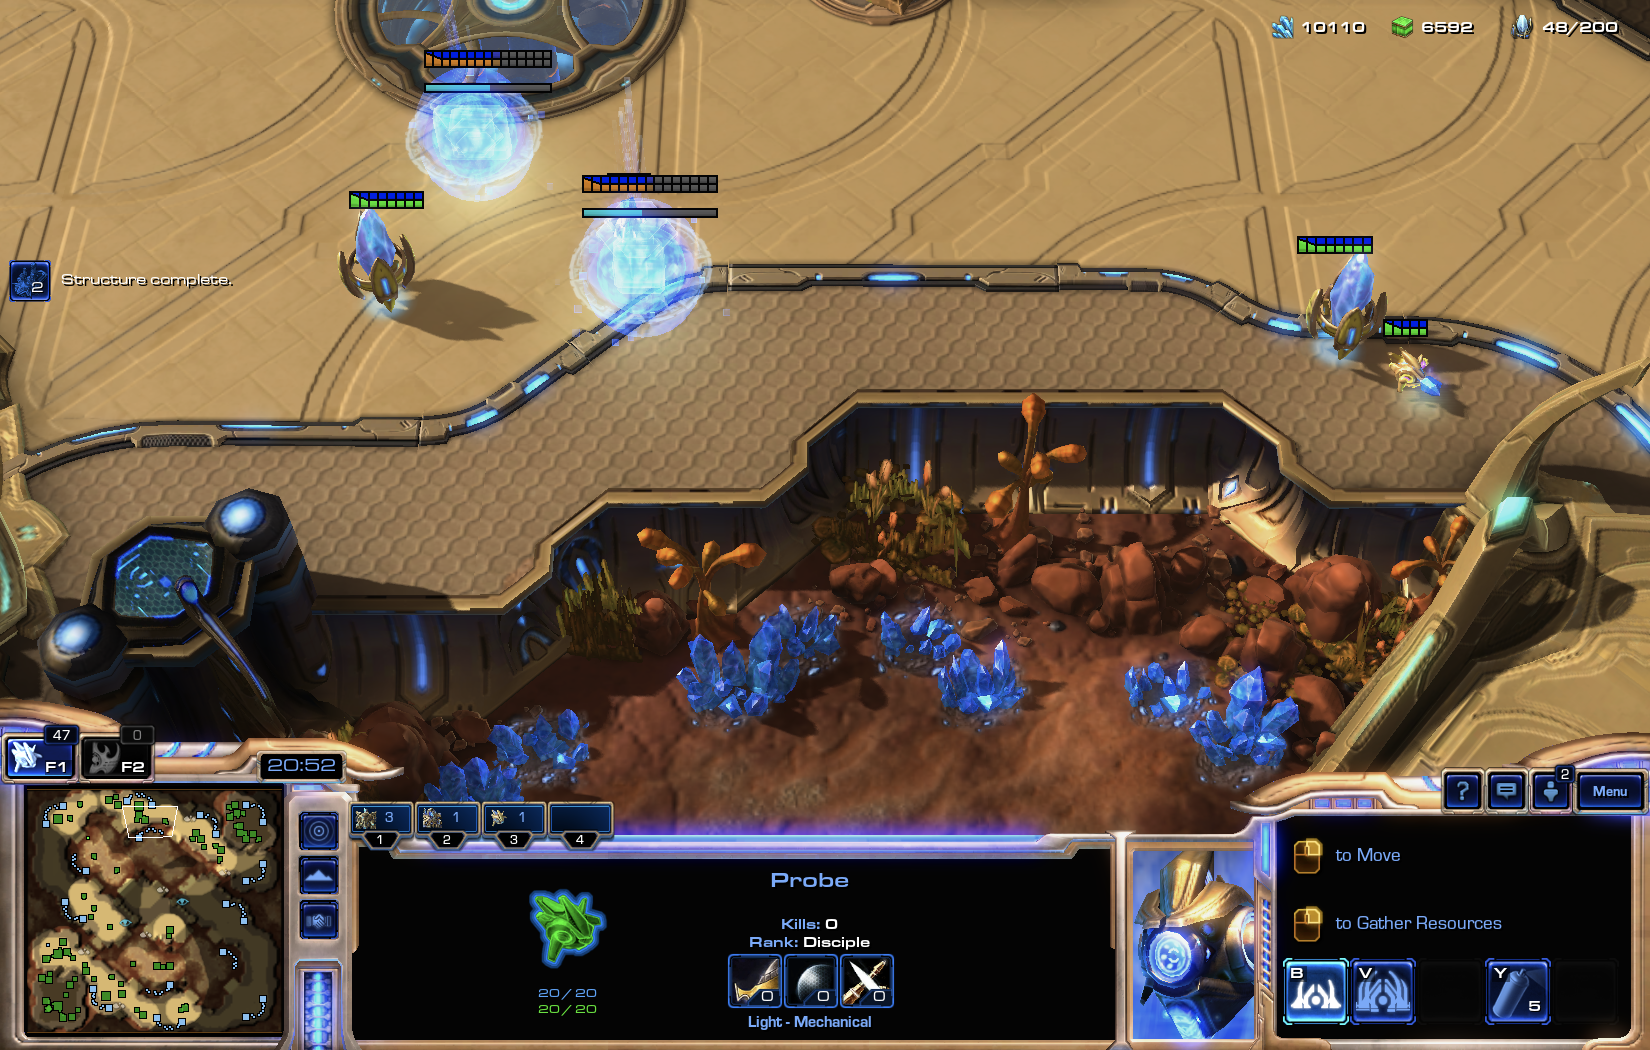 10110 6592 48/200
2 Structure complete.
47 0
F1 F2
20:52
2
? Menu
3 1 1
1 2 3 4
Probe
Kills: 0
Rank: Disciple
0 0 0
20/20
20/20
Light - Mechanical
to Move
to Gather Resources
B V Y
5